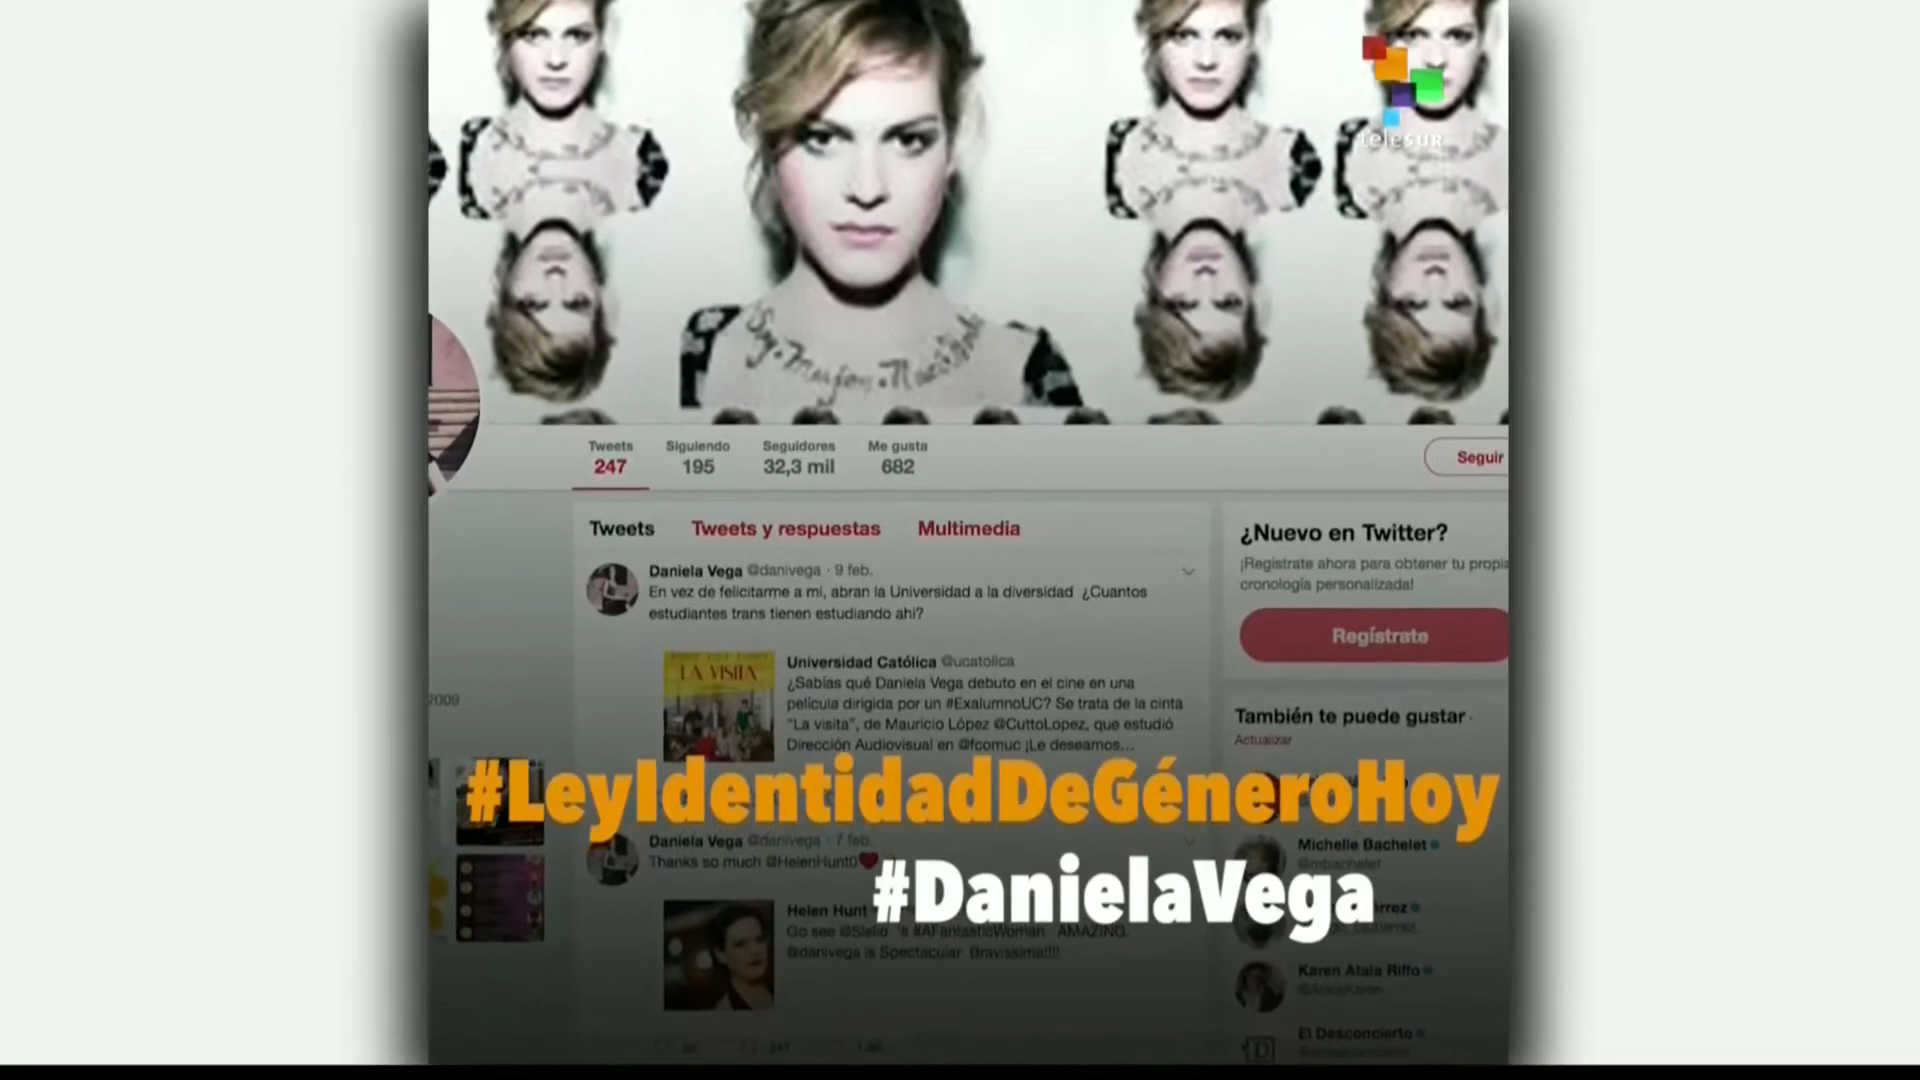 teleSUR
Tweets
247
Siguiendo
195
Seguidores
32,3 mil
Me gusta
682
Seguir
Tweets
Tweets y respuestas
Multimedia
¿Nuevo en Twitter?
¡Regístrate ahora para obtener tu propia
cronología personalizada!
Regístrate
Daniela Vega @danivega · 9 feb.
En vez de felicitarme a mi, abran la Universidad a la diversidad ¿Cuantos
estudiantes trans tienen estudiando ahi?
LA VISITA
Universidad Católica @ucatolica
¿Sabías qué Daniela Vega debuto en el cine en una
película dirigida por un #ExalumnoUC? Se trata de la cinta
"La visita", de Mauricio López @CuttoLopez, que estudió
Dirección Audiovisual en @fcomuc ¡Le deseamos...
2009
También te puede gustar ·
Actualizar
#LeyIdentidadDeGéneroHoy
Daniela Vega @danivega · 7 feb.
Thanks so much @HelenHunt
Michelle Bachelet
@mbachelet
#DanielaVega
Helen Hunt
Go see @Slelio 's #AFantasticWoman AMAZING.
@danivega is Spectacular Bravissima!!!!
Karen Atala Riffo
El Desconcierto